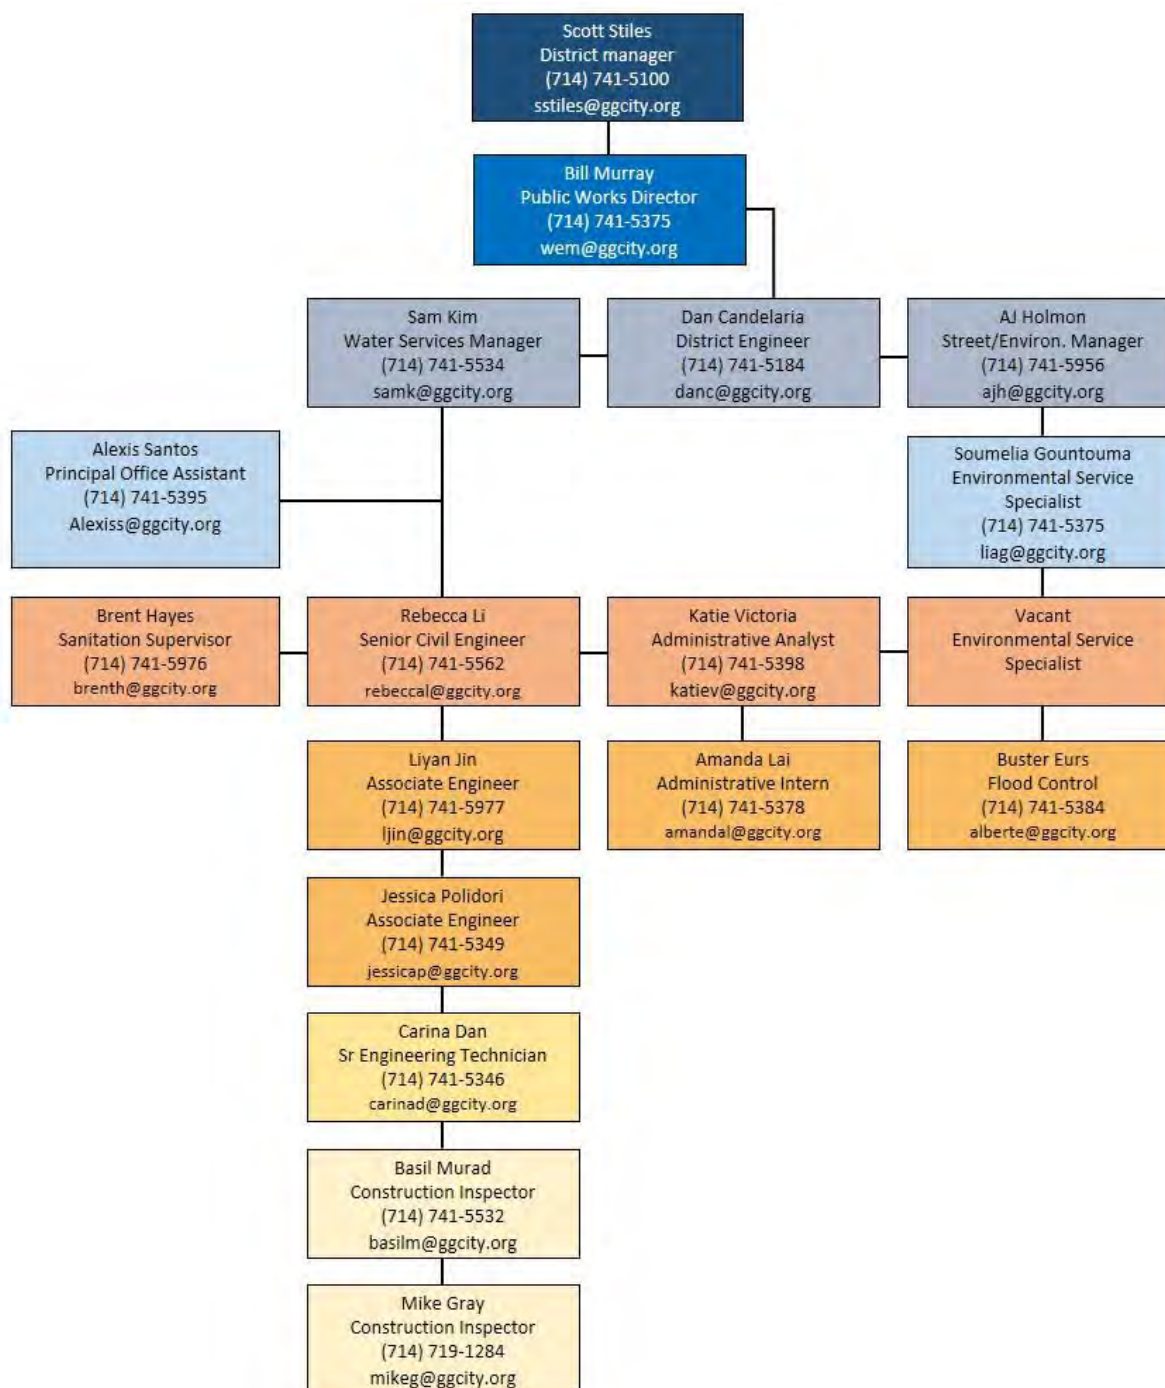 Scott Stiles
District manager
(714) 741-5100
sstiles@ggcity.org
Bill Murray
Public Works Director
(714) 741-5375
wem@ggcity.org
Sam Kim
Water Services Manager
(714) 741-5534
samk@ggcity.org
Dan Candelaria
District Engineer
(714) 741-5184
danc@ggcity.org
AJ Holmon
Street/Environ. Manager
(714) 741-5956
ajh@ggcity.org
Alexis Santos
Principal Office Assistant
(714) 741-5395
Alexiss@ggcity.org
Soumelia Gountouma
Environmental Service
Specialist
(714) 741-5375
liag@ggcity.org
Brent Hayes
Sanitation Supervisor
(714) 741-5976
brenth@ggcity.org
Rebecca Li
Senior Civil Engineer
(714) 741-5562
rebeccal@ggcity.org
Katie Victoria
Administrative Analyst
(714) 741-5398
katiev@ggcity.org
Vacant
Environmental Service
Specialist
Liyan Jin
Associate Engineer
(714) 741-5977
ljin@ggcity.org
Amanda Lai
Administrative Intern
(714) 741-5378
amandal@ggcity.org
Buster Eurs
Flood Control
(714) 741-5384
alberte@ggcity.org
Jessica Polidori
Associate Engineer
(714) 741-5349
jessicap@ggcity.org
Carina Dan
Sr Engineering Technician
(714) 741-5346
carinad@ggcity.org
Basil Murad
Construction Inspector
(714) 741-5532
basilm@ggcity.org
Mike Gray
Construction Inspector
(714) 719-1284
mikeg@ggcity.org